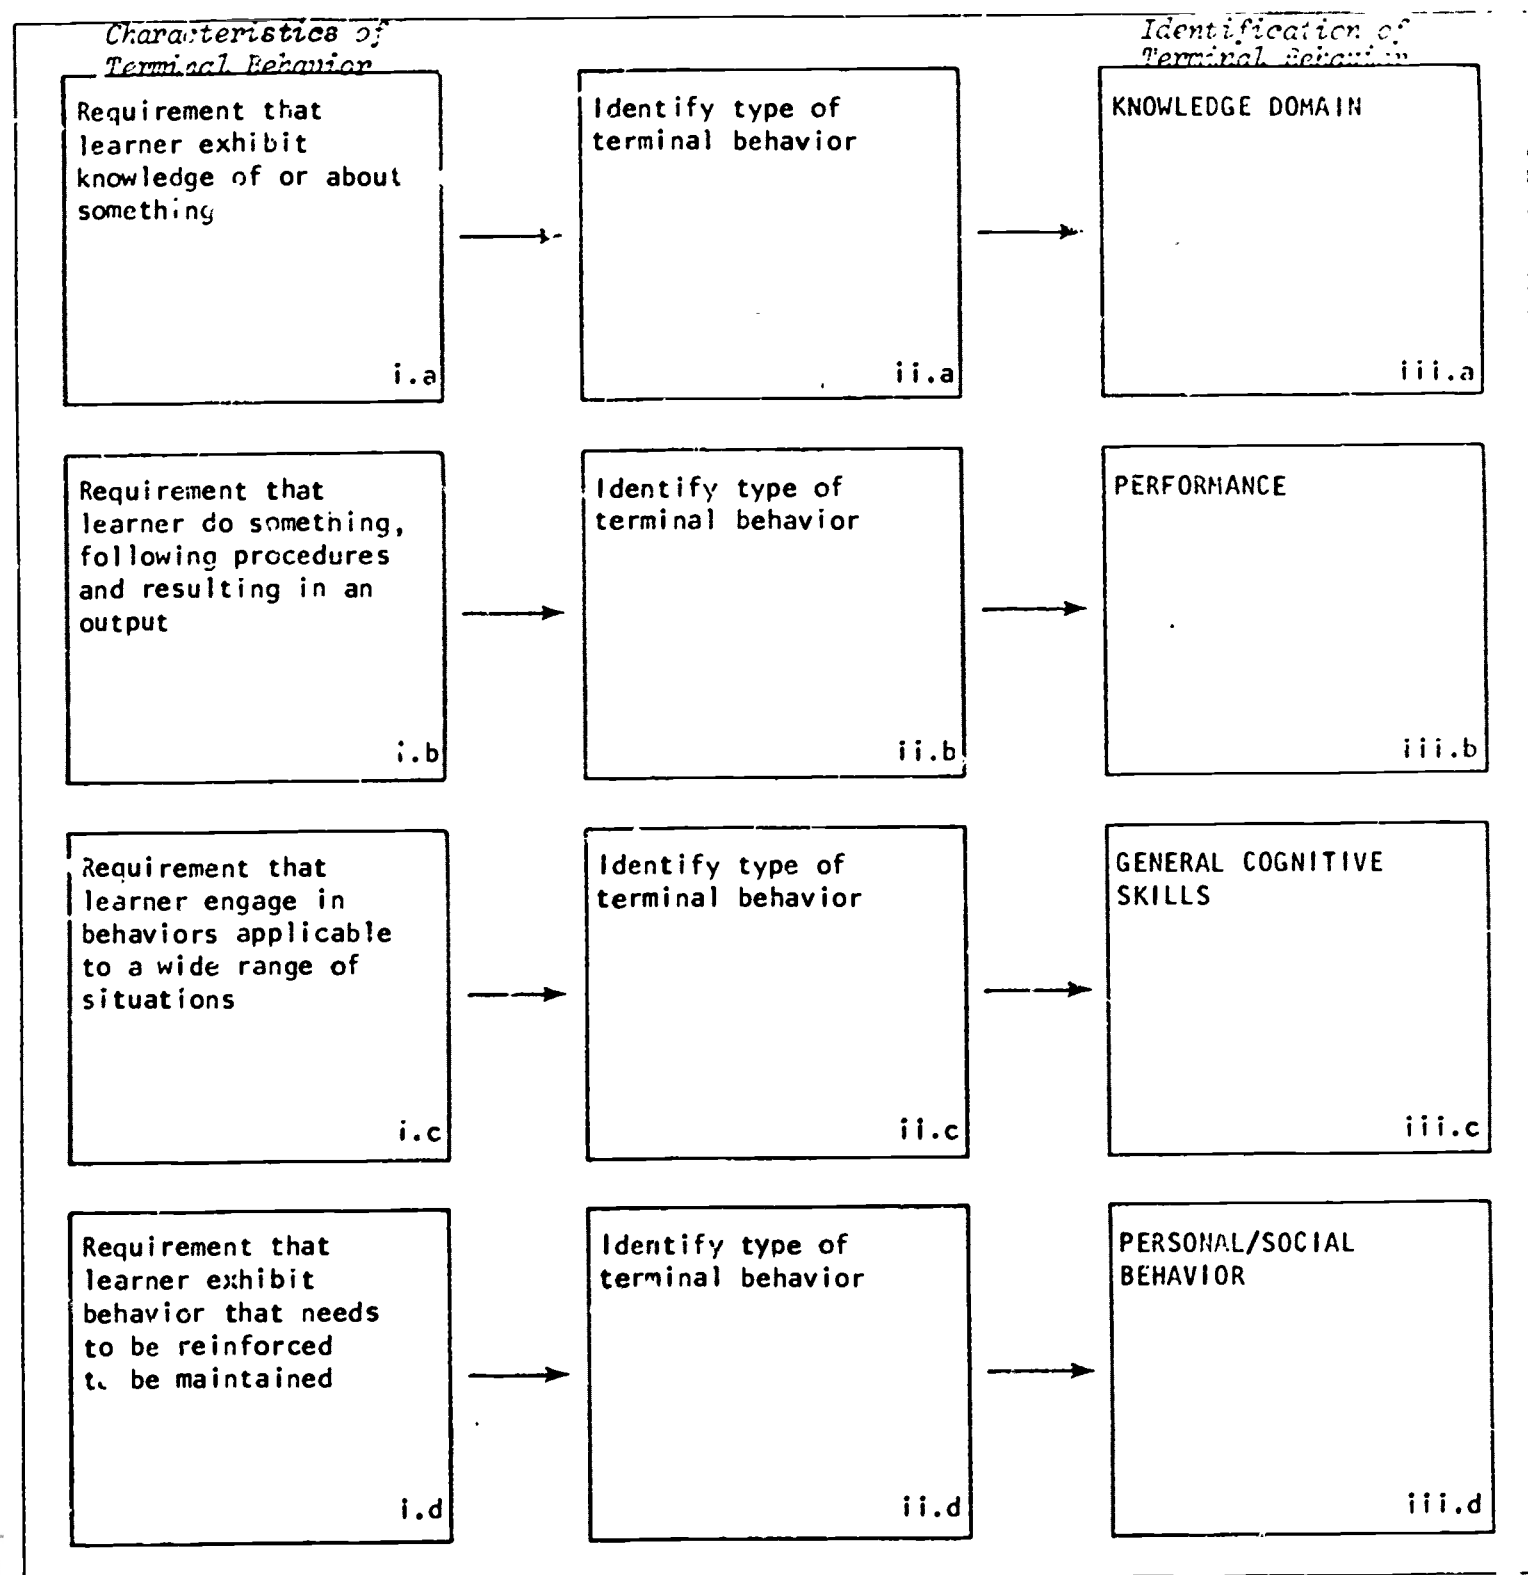 Characteristics of
Terminal Behavior
Identification of
Terminal Behavior
Requirement that
learner exhibit
knowledge of or about
something
i.a
Identify type of
terminal behavior
ii.a
KNOWLEDGE DOMAIN
iii.a
Requirement that
learner do something,
following procedures
and resulting in an
output
i.b
Identify type of
terminal behavior
ii.b
PERFORMANCE
iii.b
Requirement that
learner engage in
behaviors applicable
to a wide range of
situations
i.c
Identify type of
terminal behavior
ii.c
GENERAL COGNITIVE
SKILLS
iii.c
Requirement that
learner exhibit
behavior that needs
to be reinforced
to be maintained
i.d
Identify type of
terminal behavior
ii.d
PERSONAL/SOCIAL
BEHAVIOR
iii.d